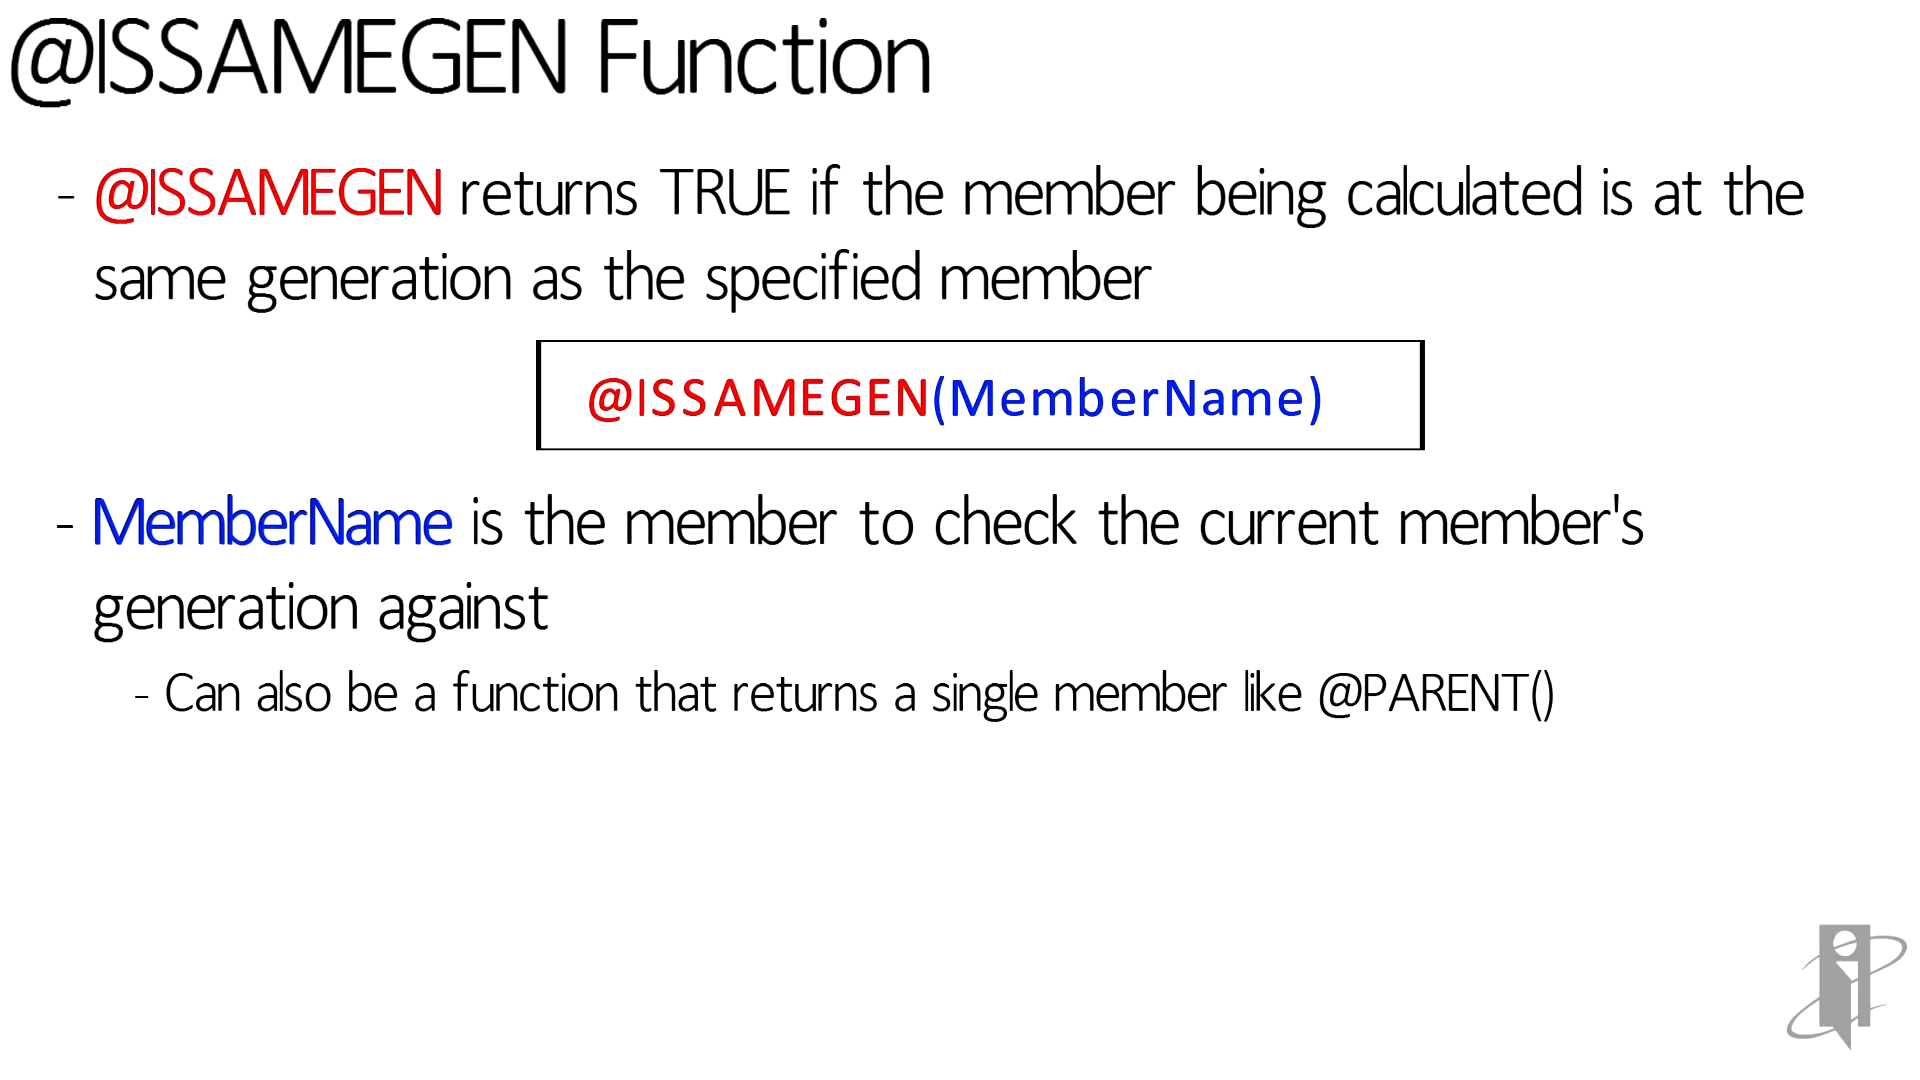 @ISSAMEGEN Function
- @ISSAMEGEN returns TRUE if the member being calculated is at the
same generation as the specified member
@ISSAMEGEN(MemberName)
- MemberName is the member to check the current member's
generation against
- Can also be a function that returns a single member like @PARENT()